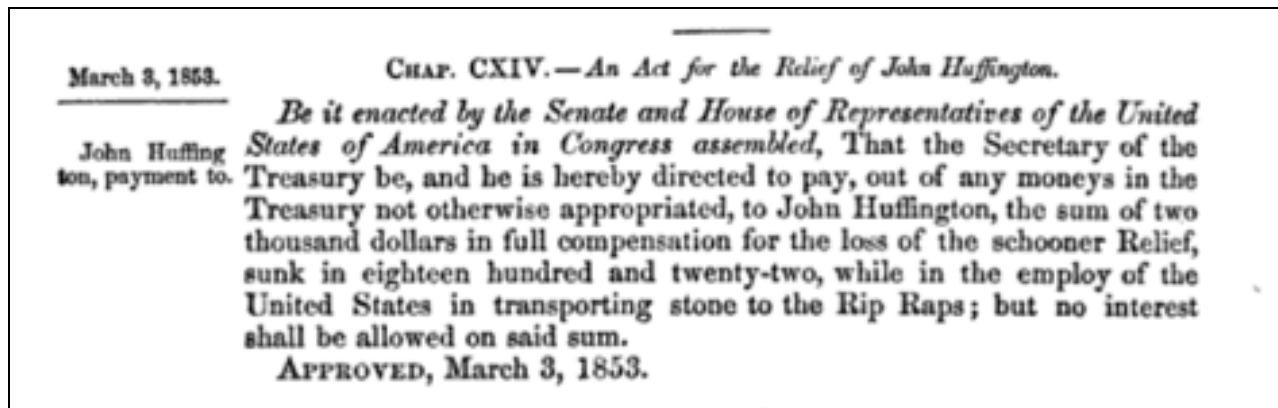 March 3, 1853.
CHAP. CXIV.—An Act for the Relief of John Huffington.
Be it enacted by the Senate and House of Representatives of the United
John Huffing
States of America in Congress assembled, That the Secretary of the
ton, payment to.
Treasury be, and he is hereby directed to pay, out of any moneys in the
Treasury not otherwise appropriated, to John Huffington, the sum of two
thousand dollars in full compensation for the loss of the schooner Relief,
sunk in eighteen hundred and twenty-two, while in the employ of the
United States in transporting stone to the Rip Raps; but no interest
shall be allowed on said sum.
APPROVED, March 3, 1853.